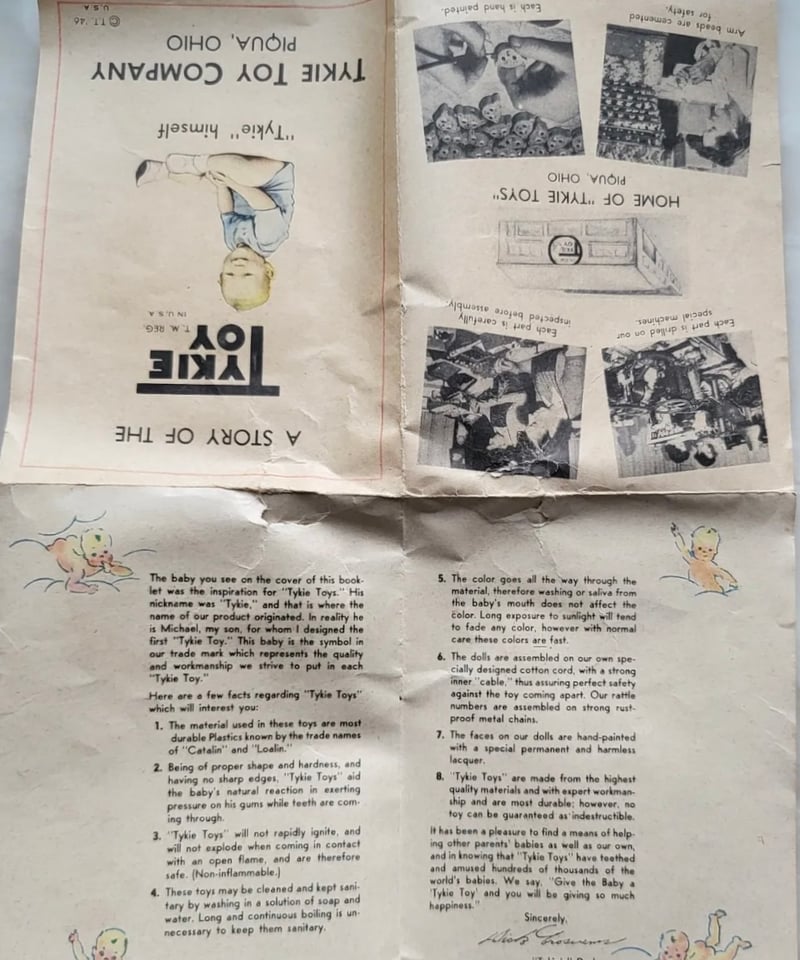 A STORY OF THE
TYKIE
TOY
T. M. REG.
IN U.S.A
"Tykie" himself
TYKIE TOY COMPANY
PIQUA, OHIO
© T.T. '46
U.S.A
Each part is drilled on our
special machines.
Each part is carefully
inspected before assembly.
TYKIE
TOY
HOME OF "TYKIE TOYS"
PIQUA, OHIO
Arm beads are cemented
for safety.
Each is hand painted.
The baby you see on the cover of this book-
let was the inspiration for "Tykie Toys." His
nickname was "Tykie," and that is where the
name of our product originated. In reality he
is Michael, my son, for whom I designed the
first "Tykie Toy." This baby is the symbol in
our trade mark which represents the quality
and workmanship we strive to put in each
"Tykie Toy."
Here are a few facts regarding "Tykie Toys"
which will interest you:
1. The material used in these toys are most
durable Plastics known by the trade names
of "Catalin" and "Loalin."
2. Being of proper shape and hardness, and
having no sharp edges, "Tykie Toys" aid
the baby's natural reaction in exerting
pressure on his gums while teeth are com-
ing through.
3. "Tykie Toys" will not rapidly ignite, and
will not explode when coming in contact
with an open flame, and are therefore
safe. (Non-inflammable.)
4. These toys may be cleaned and kept sani-
tary by washing in a solution of soap and
water. Long and continuous boiling is un-
necessary to keep them sanitary.
5. The color goes all the way through the
material, therefore washing or saliva from
the baby's mouth does not affect the
color. Long exposure to sunlight will tend
to fade any color, however with normal
care these colors are fast.
6. The dolls are assembled on our own spe-
cially designed cotton cord, with a strong
inner "cable," thus assuring perfect safety
against the toy coming apart. Our rattle
numbers are assembled on strong rust-
proof metal chains.
7. The faces on our dolls are hand-painted
with a special permanent and harmless
lacquer.
8. "Tykie Toys" are made from the highest
quality materials and with expert workman-
ship and are most durable; however, no
toy can be guaranteed as indestructible.
It has been a pleasure to find a means of help-
ing other parents' babies as well as our own,
and in knowing that "Tykie Toys" have teethed
and amused hundreds of thousands of the
world's babies. We say, "Give the Baby a
'Tykie Toy' and you will be giving so much
happiness."
Sincerely,